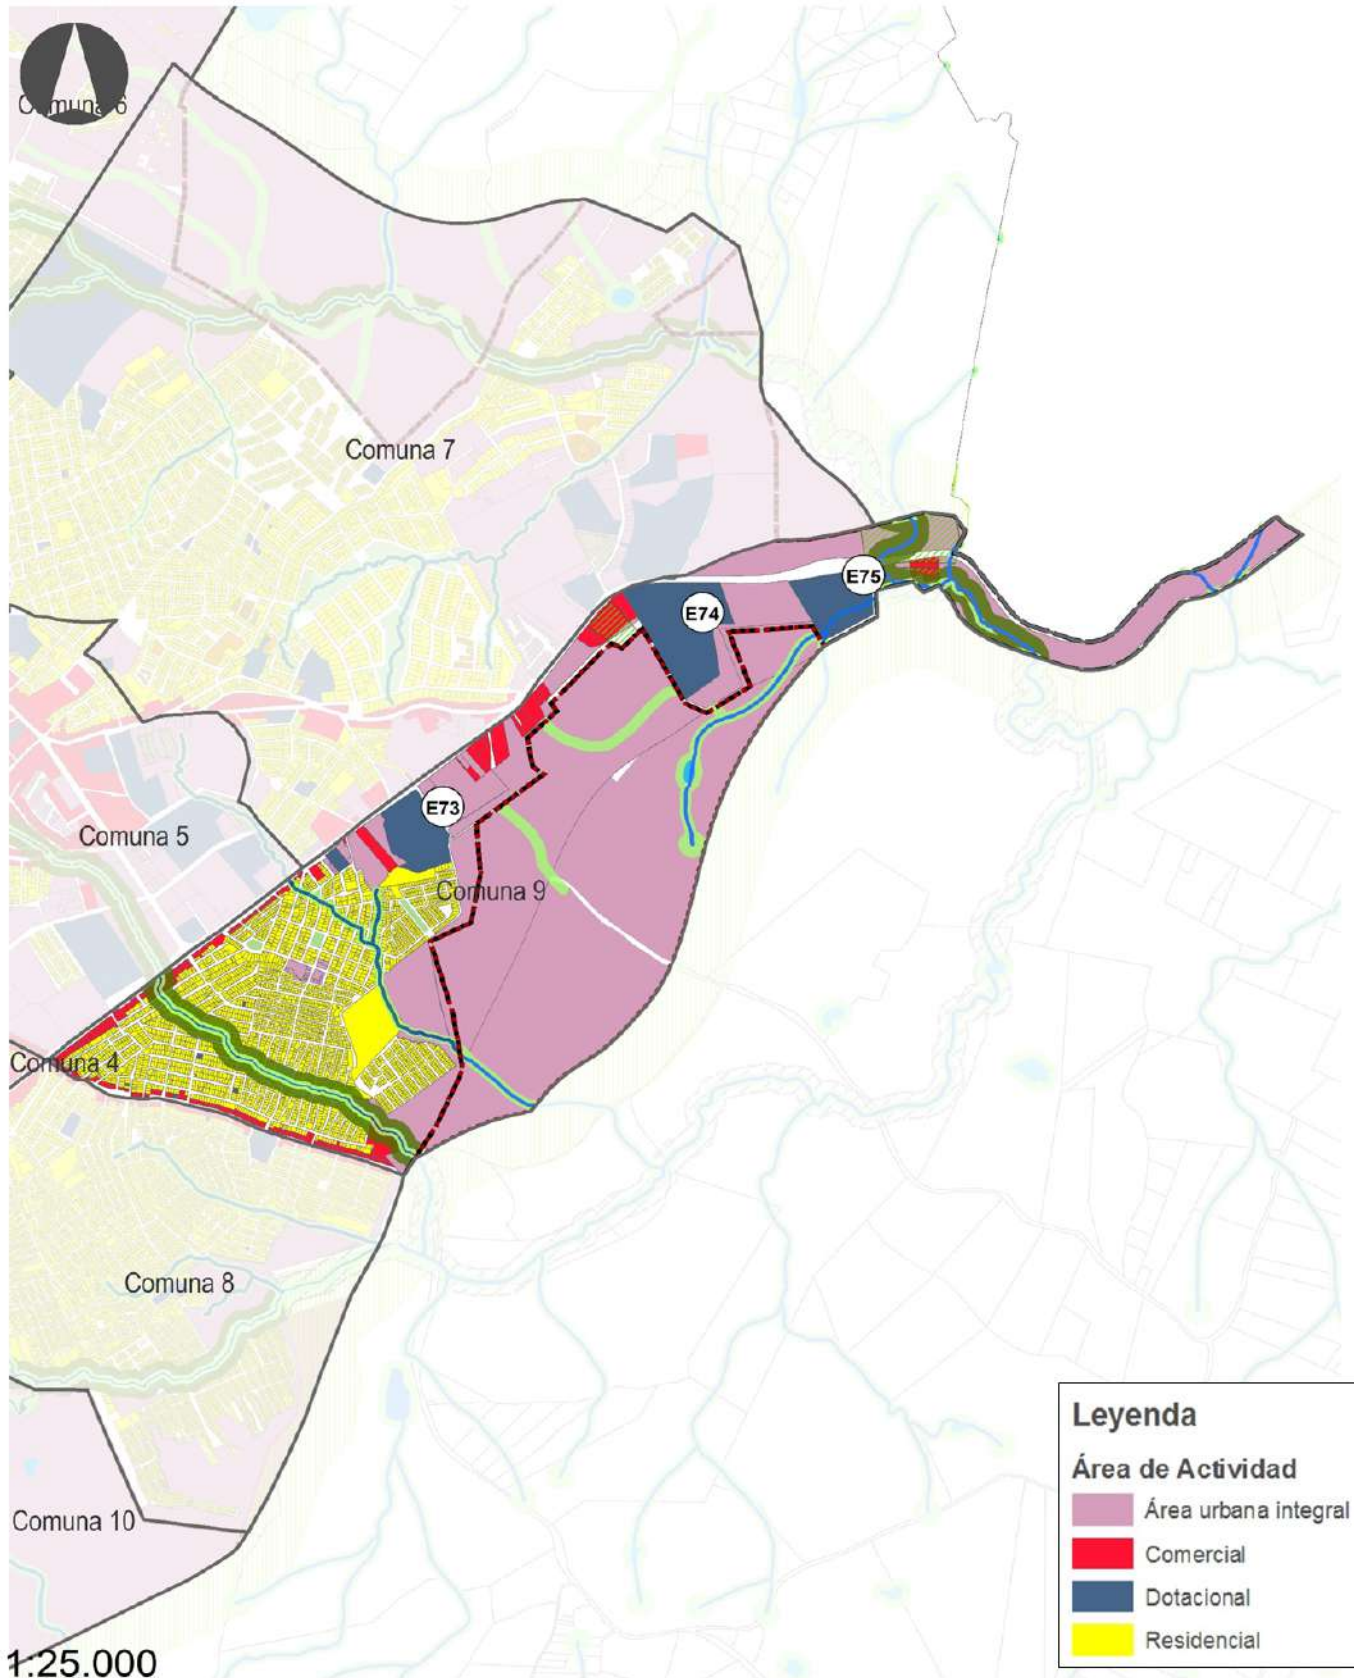 Comuna 6
Comuna 7
E75
E74
E73
Comuna 5
Comuna 9
Comuna 4
Comuna 8
Comuna 10
Leyenda
Área de Actividad
Área urbana integral
Comercial
Dotacional
Residencial
1:25.000